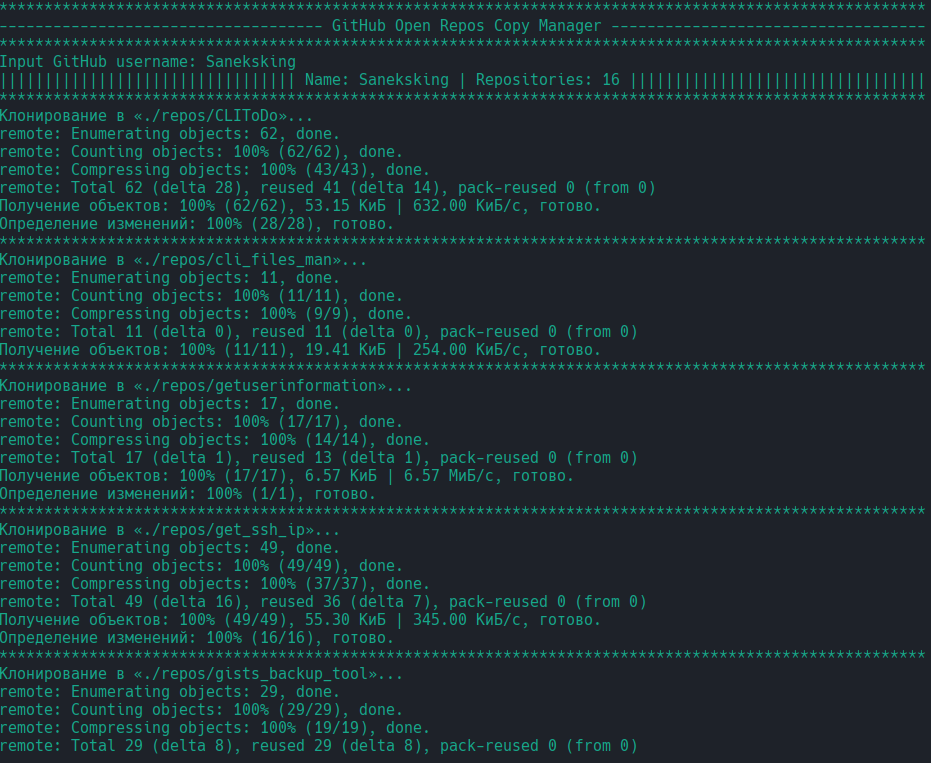 *******************************************************************************************************
------------------------------------ GitHub Open Repos Copy Manager -----------------------------------
*******************************************************************************************************
Input GitHub username: Saneksking
||||||||||||||||||||||||||||||||| Name: Saneksking | Repositories: 16 |||||||||||||||||||||||||||||||||
*******************************************************************************************************
Клонирование в «./repos/CLIToDo»...
remote: Enumerating objects: 62, done.
remote: Counting objects: 100% (62/62), done.
remote: Compressing objects: 100% (43/43), done.
remote: Total 62 (delta 28), reused 41 (delta 14), pack-reused 0 (from 0)
Получение объектов: 100% (62/62), 53.15 КиБ | 632.00 КиБ/с, готово.
Определение изменений: 100% (28/28), готово.
*******************************************************************************************************
Клонирование в «./repos/cli_files_man»...
remote: Enumerating objects: 11, done.
remote: Counting objects: 100% (11/11), done.
remote: Compressing objects: 100% (9/9), done.
remote: Total 11 (delta 0), reused 11 (delta 0), pack-reused 0 (from 0)
Получение объектов: 100% (11/11), 19.41 КиБ | 254.00 КиБ/с, готово.
*******************************************************************************************************
Клонирование в «./repos/getuserinformation»...
remote: Enumerating objects: 17, done.
remote: Counting objects: 100% (17/17), done.
remote: Compressing objects: 100% (14/14), done.
remote: Total 17 (delta 1), reused 13 (delta 1), pack-reused 0 (from 0)
Получение объектов: 100% (17/17), 6.57 КиБ | 6.57 МиБ/с, готово.
Определение изменений: 100% (1/1), готово.
*******************************************************************************************************
Клонирование в «./repos/get_ssh_ip»...
remote: Enumerating objects: 49, done.
remote: Counting objects: 100% (49/49), done.
remote: Compressing objects: 100% (37/37), done.
remote: Total 49 (delta 16), reused 36 (delta 7), pack-reused 0 (from 0)
Получение объектов: 100% (49/49), 55.30 КиБ | 345.00 КиБ/с, готово.
Определение изменений: 100% (16/16), готово.
*******************************************************************************************************
Клонирование в «./repos/gists_backup_tool»...
remote: Enumerating objects: 29, done.
remote: Counting objects: 100% (29/29), done.
remote: Compressing objects: 100% (19/19), done.
remote: Total 29 (delta 8), reused 29 (delta 8), pack-reused 0 (from 0)